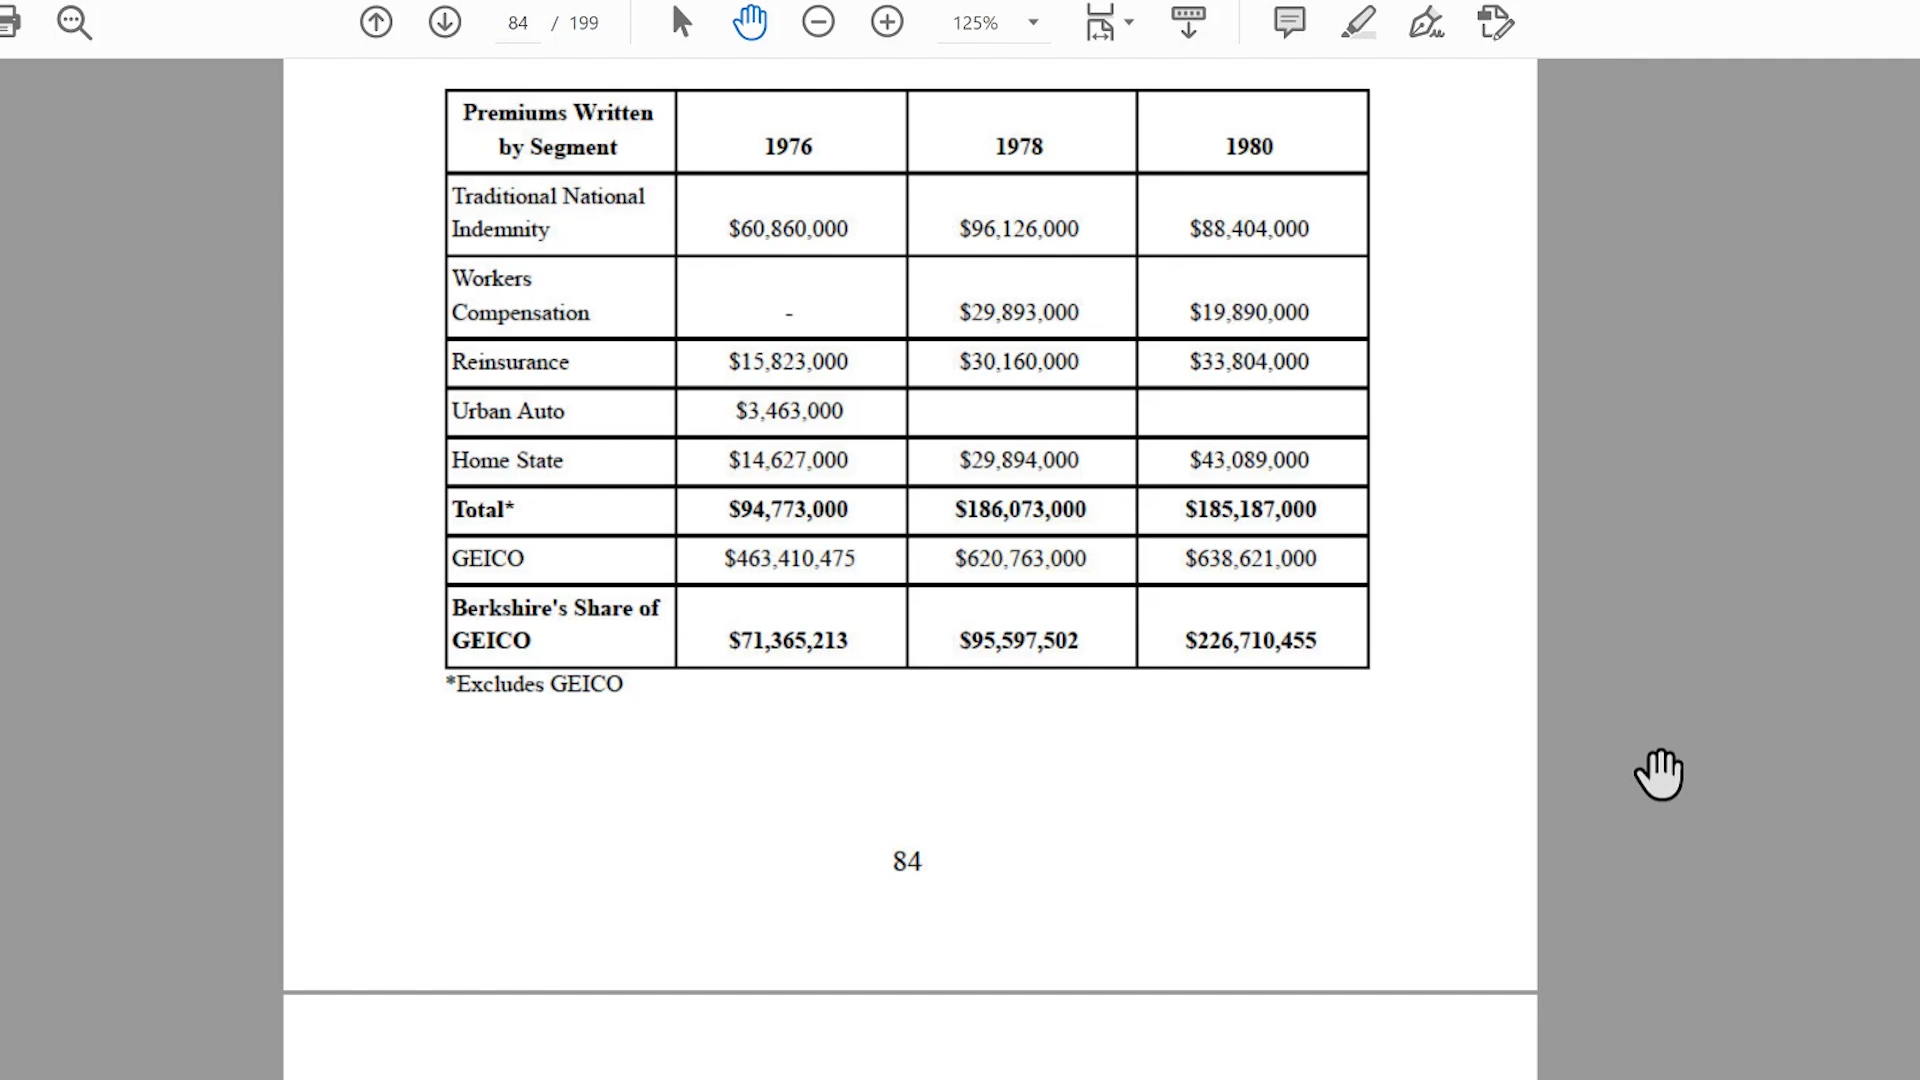 84 / 199 125%
Premiums Written
by Segment 1976 1978 1980
Traditional National
Indemnity $60,860,000 $96,126,000 $88,404,000
Workers
Compensation - $29,893,000 $19,890,000
Reinsurance $15,823,000 $30,160,000 $33,804,000
Urban Auto $3,463,000
Home State $14,627,000 $29,894,000 $43,089,000
Total* $94,773,000 $186,073,000 $185,187,000
GEICO $463,410,475 $620,763,000 $638,621,000
Berkshire's Share of
GEICO $71,365,213 $95,597,502 $226,710,455
*Excludes GEICO
84